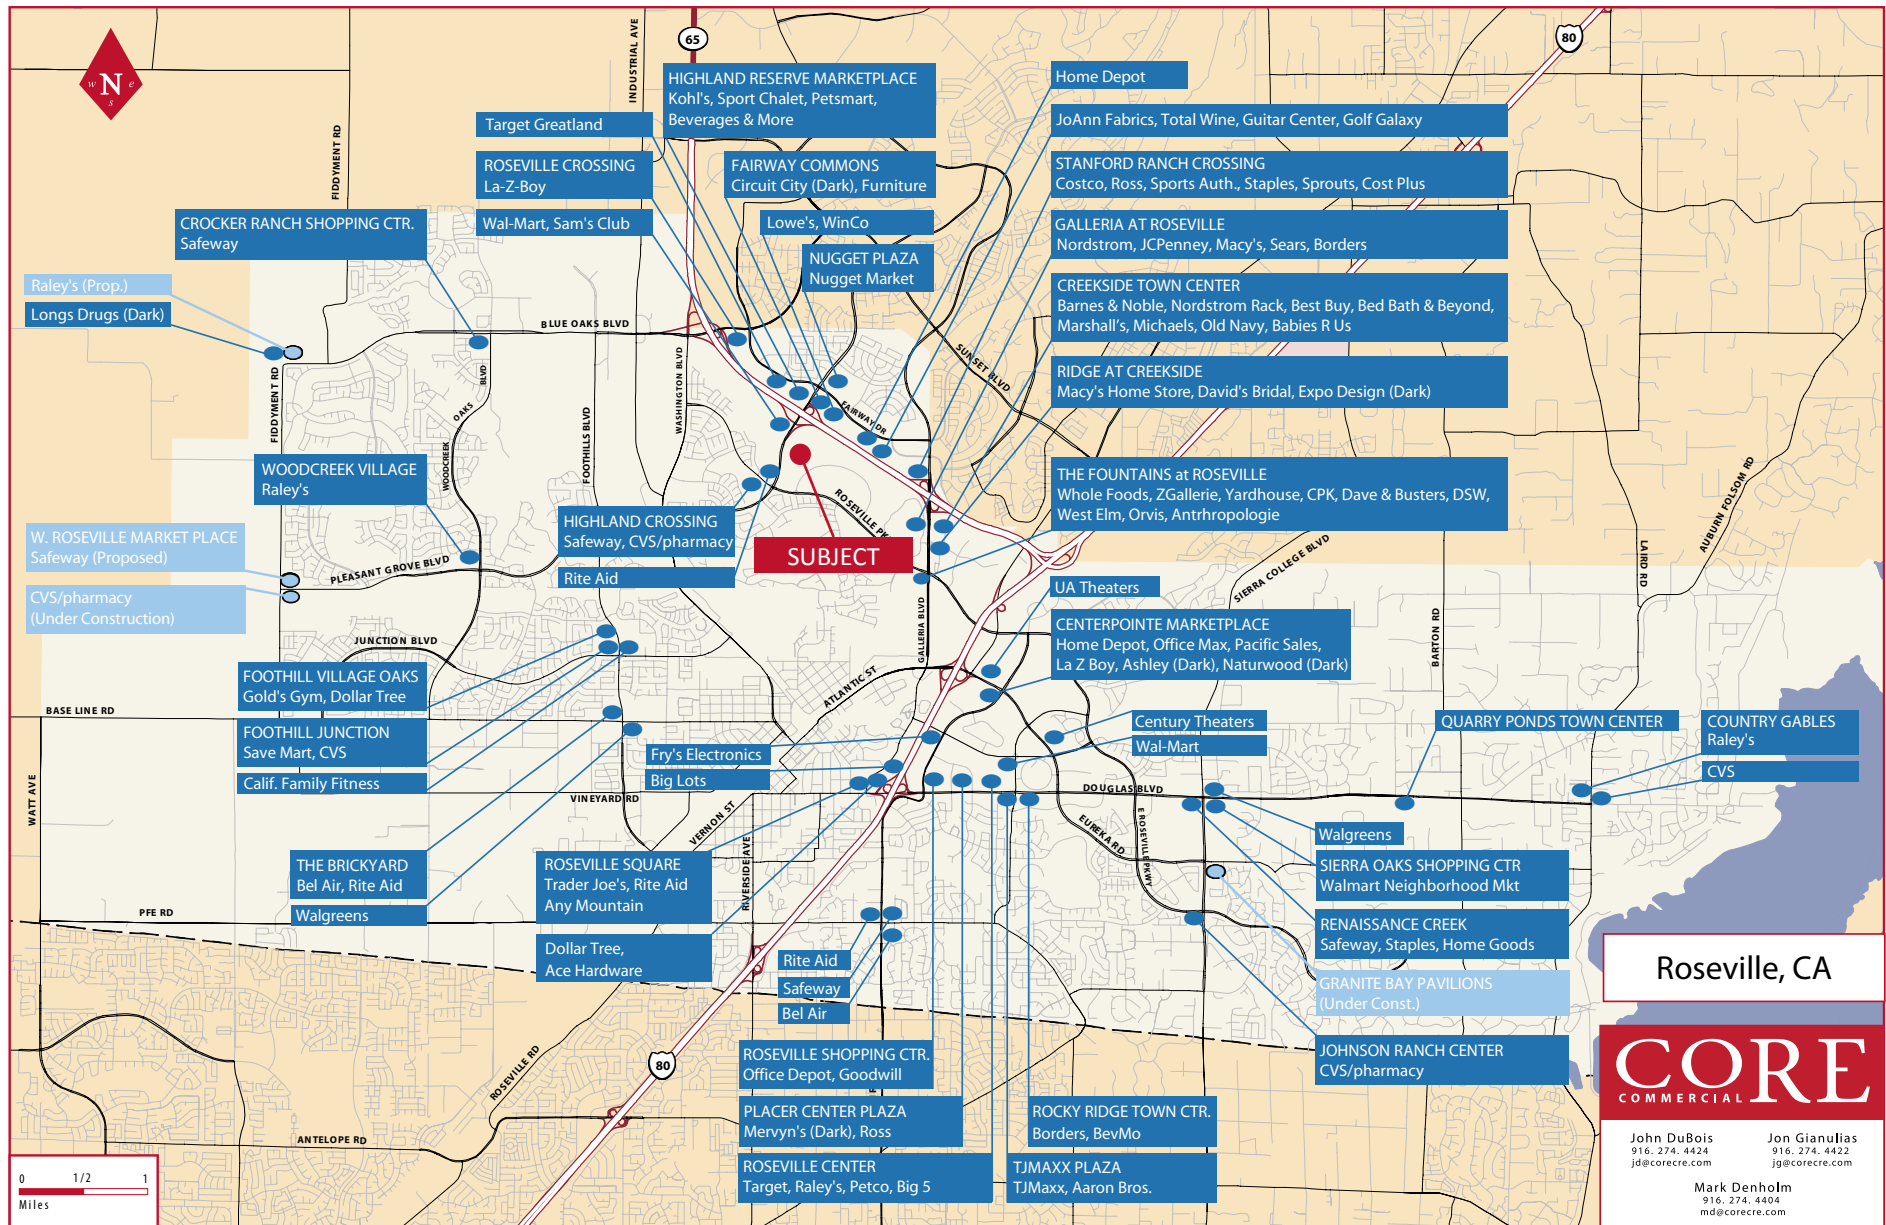 N
w
e
s
65
80
80
INDUSTRIAL AVE
FIDDYMENT RD
HIGHLAND RESERVE MARKETPLACE
Kohl's, Sport Chalet, Petsmart,
Beverages & More
Target Greatland
ROSEVILLE CROSSING
La-Z-Boy
Wal-Mart, Sam's Club
FAIRWAY COMMONS
Circuit City (Dark), Furniture
Lowe's, WinCo
NUGGET PLAZA
Nugget Market
Home Depot
JoAnn Fabrics, Total Wine, Guitar Center, Golf Galaxy
STANFORD RANCH CROSSING
Costco, Ross, Sports Auth., Staples, Sprouts, Cost Plus
GALLERIA AT ROSEVILLE
Nordstrom, JCPenney, Macy's, Sears, Borders
CREEKSIDE TOWN CENTER
Barnes & Noble, Nordstrom Rack, Best Buy, Bed Bath & Beyond,
Marshall's, Michaels, Old Navy, Babies R Us
RIDGE AT CREEKSIDE
Macy's Home Store, David's Bridal, Expo Design (Dark)
THE FOUNTAINS at ROSEVILLE
Whole Foods, ZGallerie, Yardhouse, CPK, Dave & Busters, DSW,
West Elm, Orvis, Antrhropologie
CROCKER RANCH SHOPPING CTR.
Safeway
Raley's (Prop.)
Longs Drugs (Dark)
BLUE OAKS BLVD
FIDDYMENT RD
WOODCREEK
OAKS
BLVD
FOOTHILLS BLVD
WASHINGTON BLVD
SUNSET BLVD
FAIRWAY DR
ROSEVILLE PK
WOODCREEK VILLAGE
Raley's
HIGHLAND CROSSING
Safeway, CVS/pharmacy
Rite Aid
SUBJECT
W. ROSEVILLE MARKET PLACE
Safeway (Proposed)
CVS/pharmacy
(Under Construction)
PLEASANT GROVE BLVD
JUNCTION BLVD
GALLERIA BLVD
ATLANTIC ST
SIERRA COLLEGE BLVD
BARTON RD
LAIRD RD
AUBURN FOLSOM RD
UA Theaters
CENTERPOINTE MARKETPLACE
Home Depot, Office Max, Pacific Sales,
La Z Boy, Ashley (Dark), Naturwood (Dark)
FOOTHILL VILLAGE OAKS
Gold's Gym, Dollar Tree
BASE LINE RD
FOOTHILL JUNCTION
Save Mart, CVS
Calif. Family Fitness
Fry's Electronics
Big Lots
Century Theaters
Wal-Mart
QUARRY PONDS TOWN CENTER
COUNTRY GABLES
Raley's
CVS
WATT AVE
VINEYARD RD
VERNON ST
RIVERSIDE AVE
DOUGLAS BLVD
EUREKA RD
E ROSEVILLE PKWY
PFE RD
THE BRICKYARD
Bel Air, Rite Aid
Walgreens
ROSEVILLE SQUARE
Trader Joe's, Rite Aid
Any Mountain
Dollar Tree,
Ace Hardware
Rite Aid
Safeway
Bel Air
Walgreens
SIERRA OAKS SHOPPING CTR
Walmart Neighborhood Mkt
RENAISSANCE CREEK
Safeway, Staples, Home Goods
GRANITE BAY PAVILIONS
(Under Const.)
JOHNSON RANCH CENTER
CVS/pharmacy
ROSEVILLE SHOPPING CTR.
Office Depot, Goodwill
PLACER CENTER PLAZA
Mervyn's (Dark), Ross
ROSEVILLE CENTER
Target, Raley's, Petco, Big 5
ROCKY RIDGE TOWN CTR.
Borders, BevMo
TJMAXX PLAZA
TJMaxx, Aaron Bros.
ROSEVILLE RD
ANTELOPE RD
0 1/2 1
Miles
Roseville, CA
CORE
COMMERCIAL
John DuBois
916. 274. 4424
jd@corecre.com
Jon Gianulias
916. 274. 4422
jg@corecre.com
Mark Denholm
916. 274. 4404
md@corecre.com